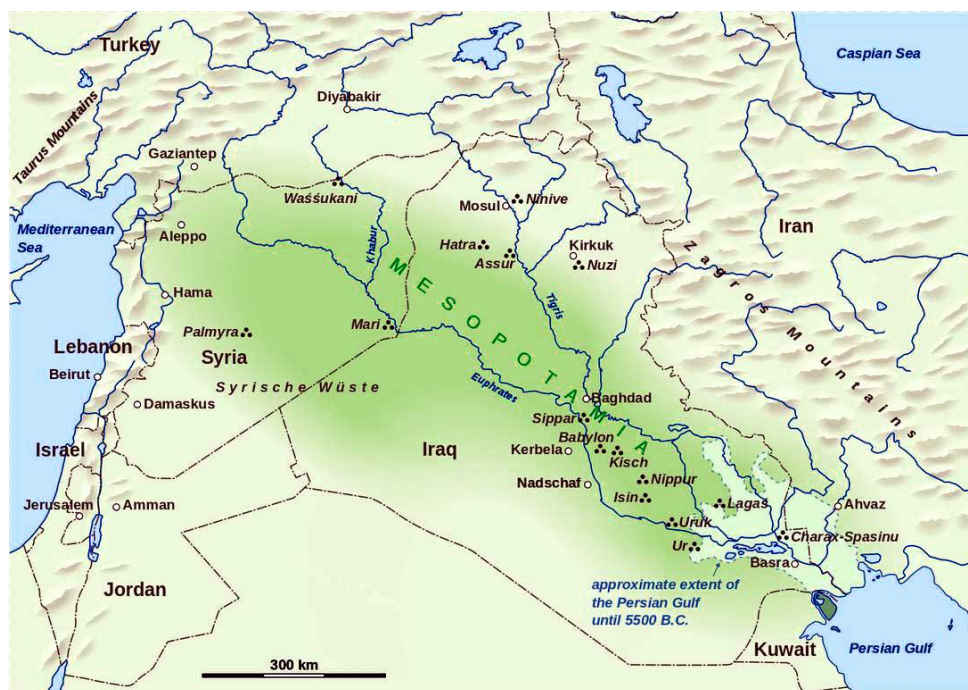 Turkey
Caspian Sea
Taurus Mountains
Diyabakir
Gaziantep
Waśšukani
Mosul
Ninive
Mediterranean
Sea
Aleppo
Khabur
Hatra
Assur
Kirkuk
Nuzi
Iran
Zagros Mountains
MESOPOTAMIA
Hama
Tigris
Palmyra
Mari
Lebanon
Syria
Beirut
Syrische Wüste
Euphrates
Damaskus
Baghdad
Sippar
Israel
Iraq
Babylon
Kerbela
Kisch
Nadschaf
Nippur
Isin
Lagaš
Jerusalem
Amman
Ahvaz
Uruk
Charax-Spasinu
Ur
Basra
Jordan
approximate extent of
the Persian Gulf
until 5500 B.C.
Kuwait
Persian Gulf
300 km